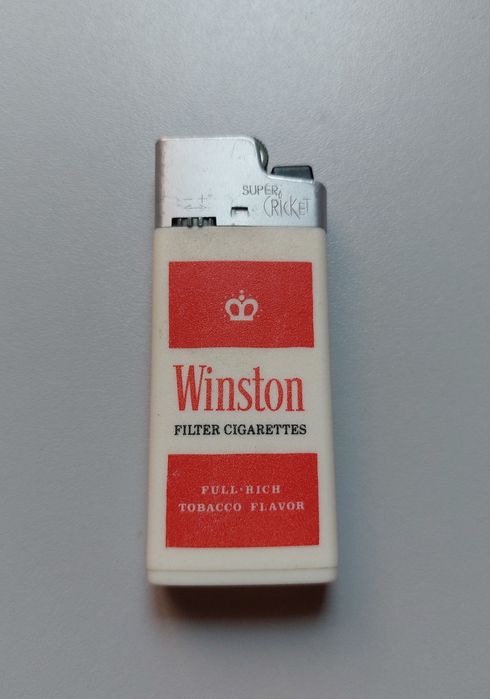 - +
SUPER
CRICKET
Winston
FILTER CIGARETTES
FULL·RICH
TOBACCO FLAVOR